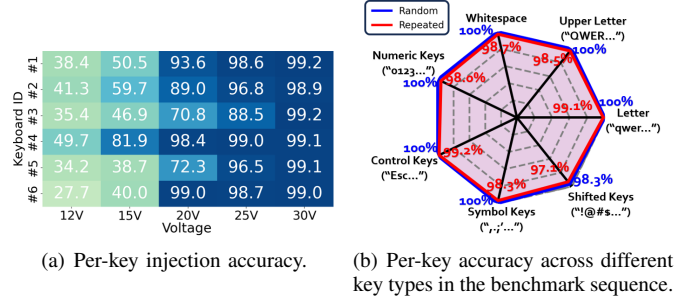 Random
Repeated
Whitespace
100%
98.7%
Upper Letter
("QWER...")
100%
98.5%
Numeric Keys
("0123...")
100%
98.6%
100%
99.1%
Letter
("qwer...")
99.2%
Control Keys
("Esc...")
100%
98.3%
100%
Symbol Keys
(",.;'...")
97.1%
98.3%
Shifted Keys
("!@#$...")
Keyboard ID
#1 38.4 50.5 93.6 98.6 99.2
#2 41.3 59.7 89.0 96.8 98.9
#3 35.4 46.9 70.8 88.5 99.2
#4 49.7 81.9 98.4 99.0 99.1
#5 34.2 38.7 72.3 96.5 99.1
#6 27.7 40.0 99.0 98.7 99.0
12V 15V 20V 25V 30V
Voltage
(a) Per-key injection accuracy.
(b) Per-key accuracy across different
key types in the benchmark sequence.